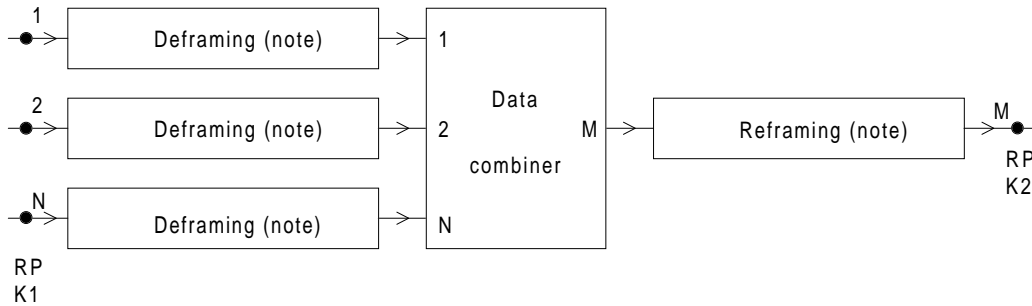 1
Deframing (note)
1
2
Deframing (note)
2
N
Deframing (note)
N
Data
combiner
M
Reframing (note)
M
RP
K1
RP
K2